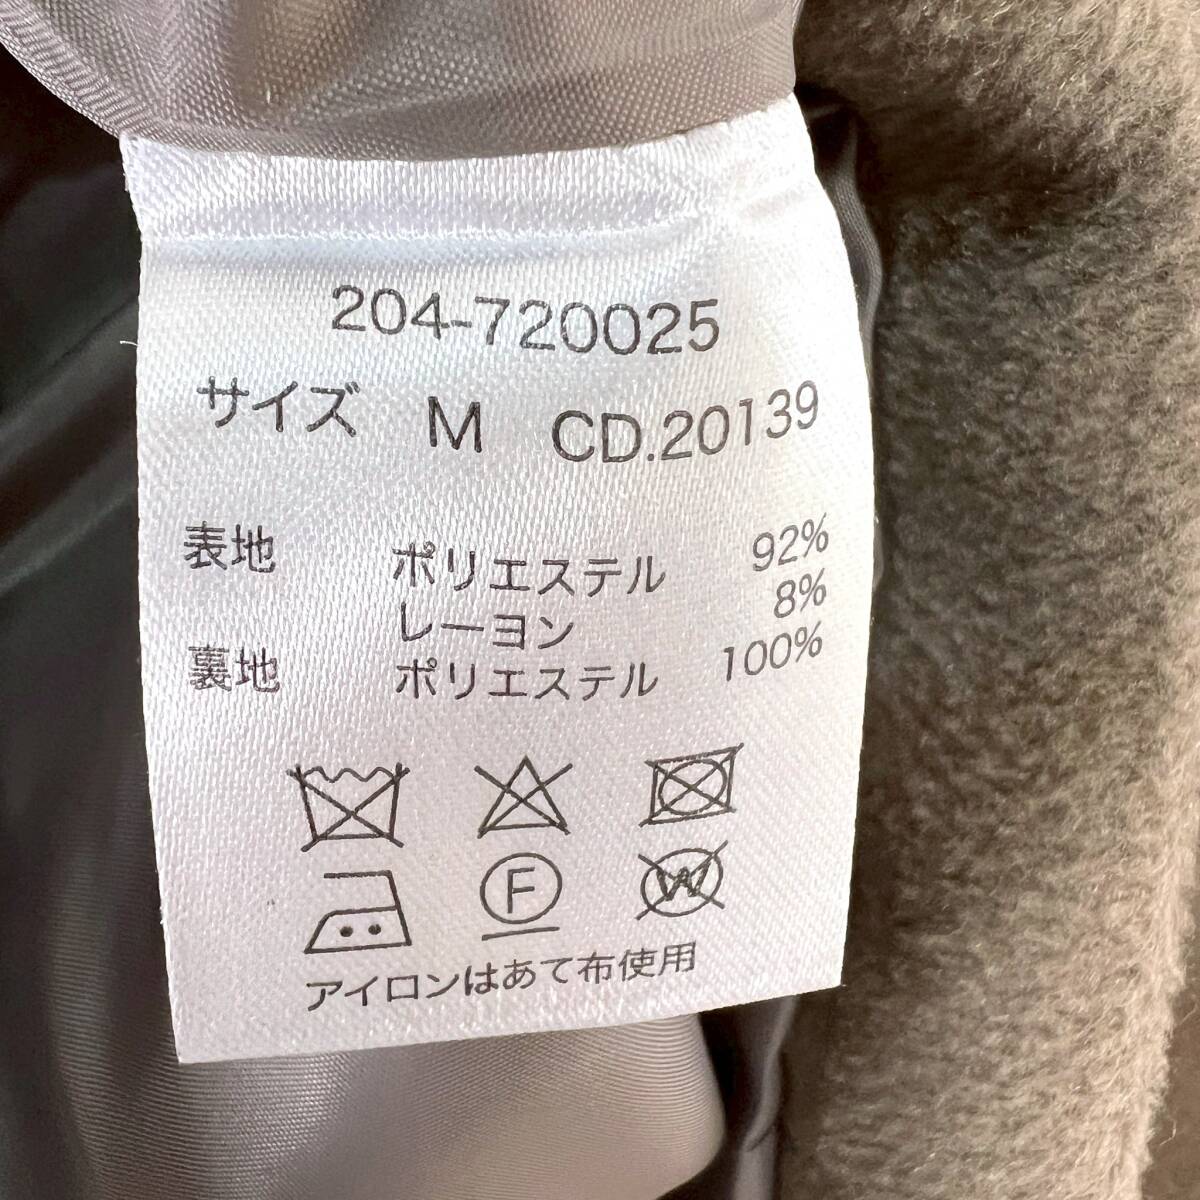 204-720025
サイズ M CD.20139
表地 ポリエステル 92%
レーヨン 8%
裏地 ポリエステル 100%
F W
アイロンはあて布使用